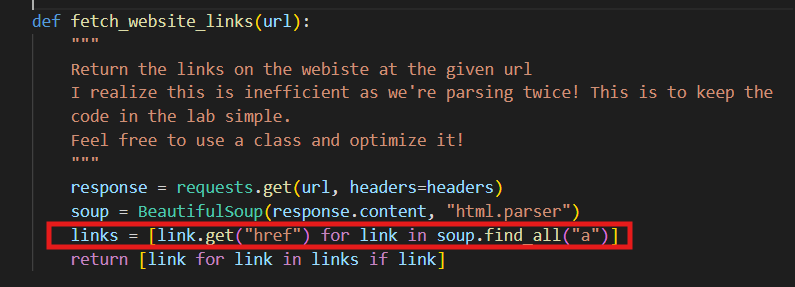 def fetch_website_links(url):
"""
Return the links on the webiste at the given url
I realize this is inefficient as we're parsing twice! This is to keep the
code in the lab simple.
Feel free to use a class and optimize it!
"""
response = requests.get(url, headers=headers)
soup = BeautifulSoup(response.content, "html.parser")
links = [link.get("href") for link in soup.find_all("a")]
return [link for link in links if link]